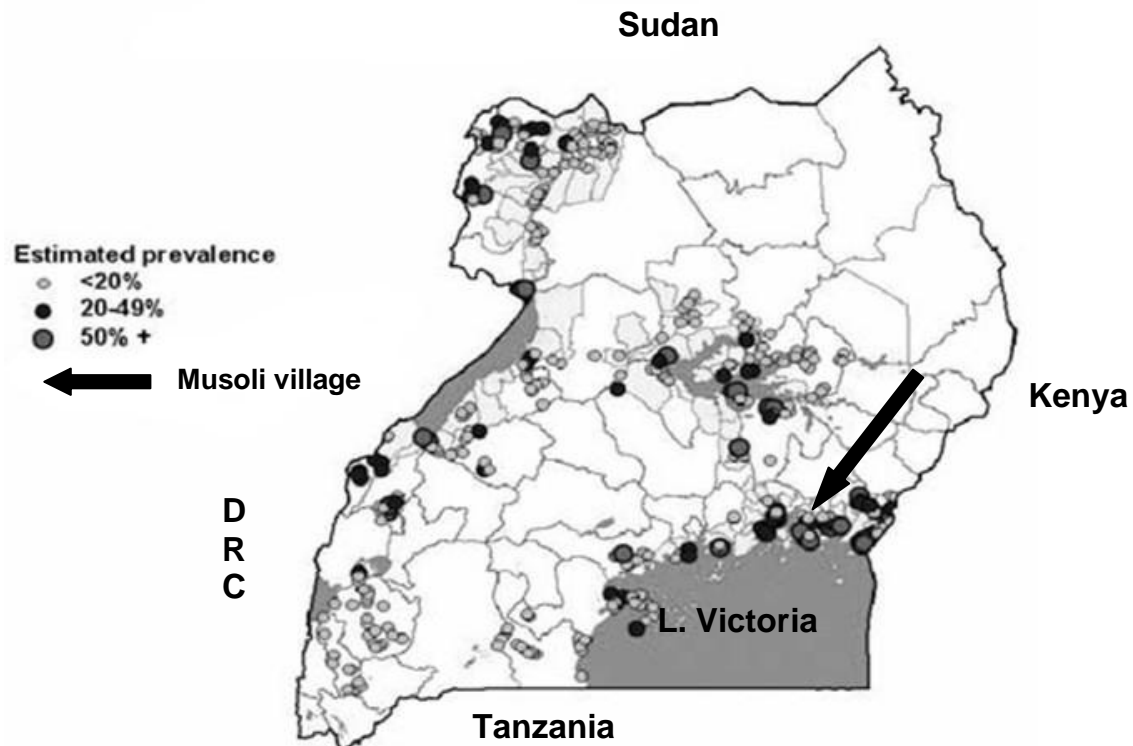 Sudan
Estimated prevalence
<20%
20-49%
50% +
Musoli village
Kenya
D
R
C
L. Victoria
Tanzania